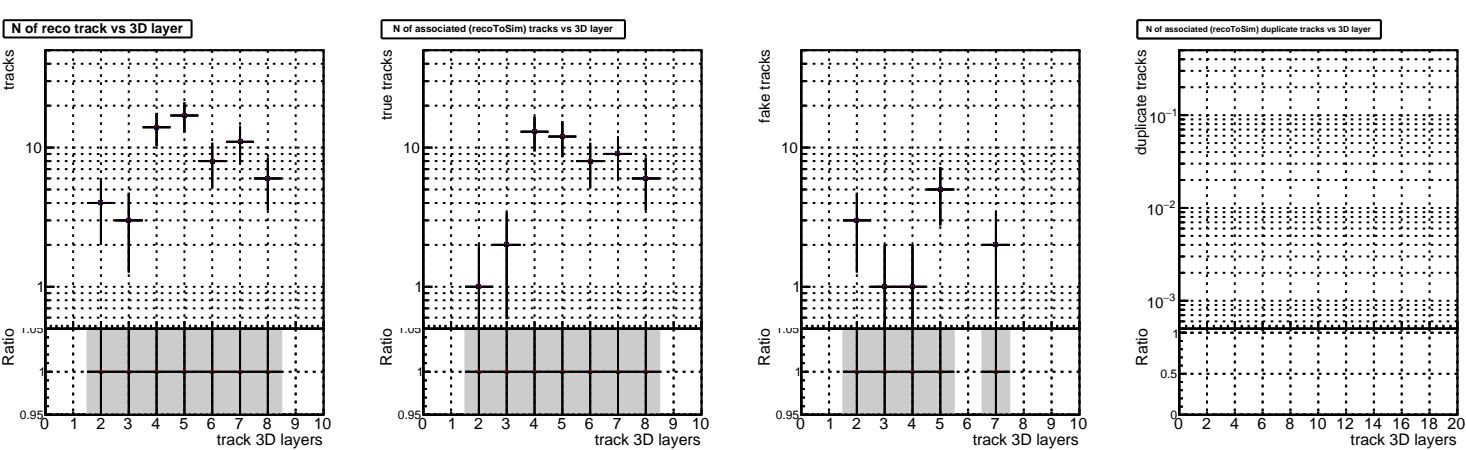 N of reco track vs 3D layer
tracks
10
1
Ratio
1.05
1
0.95
0 1 2 3 4 5 6 7 8 9 10
track 3D layers
N of associated (recoToSim) tracks vs 3D layer
true tracks
10
1
Ratio
1.05
1
0.95
0 1 2 3 4 5 6 7 8 9 10
track 3D layers
fake tracks
10
1
Ratio
1.05
1
0.95
0 1 2 3 4 5 6 7 8 9 10
track 3D layers
N of associated (recoToSim) duplicate tracks vs 3D layer
duplicate tracks
10⁻¹
10⁻²
10⁻³
Ratio
1
0.5
0
0 2 4 6 8 10 12 14 16 18 20
track 3D layers